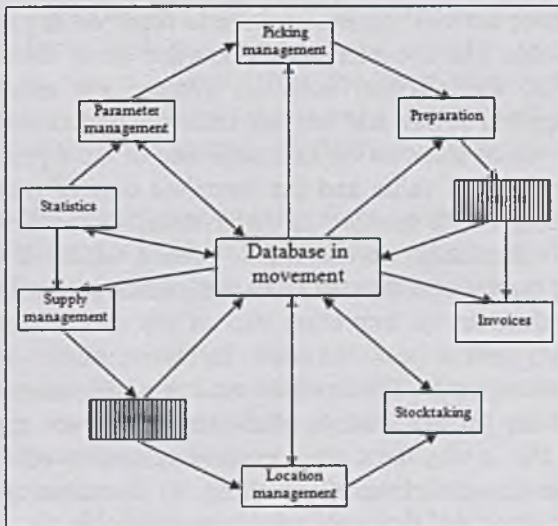 Picking
management
Parameter
management
Preparation
Statistics
Database in
movement
Supply
management
Invoices
Stocktaking
Location
management